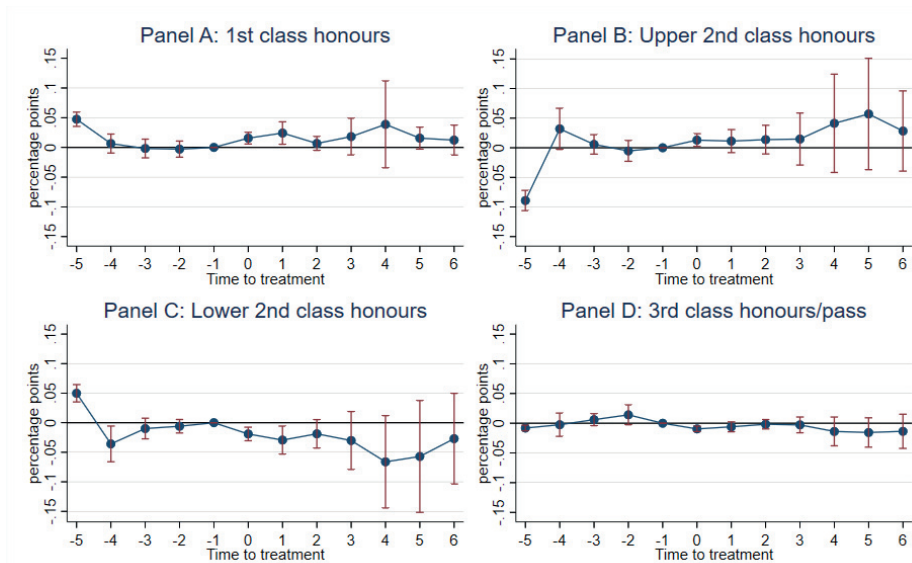 Panel A: 1st class honours
percentage points
.15
.1
.05
0
-.05
-.1
-.15
-5 -4 -3 -2 -1 0 1 2 3 4 5 6
Time to treatment
Panel B: Upper 2nd class honours
percentage points
.15
.1
.05
0
-.05
-.1
-.15
-5 -4 -3 -2 -1 0 1 2 3 4 5 6
Time to treatment
Panel C: Lower 2nd class honours
percentage points
.15
.1
.05
0
-.05
-.1
-.15
-5 -4 -3 -2 -1 0 1 2 3 4 5 6
Time to treatment
Panel D: 3rd class honours/pass
percentage points
.15
.1
.05
0
-.05
-.1
-.15
-5 -4 -3 -2 -1 0 1 2 3 4 5 6
Time to treatment